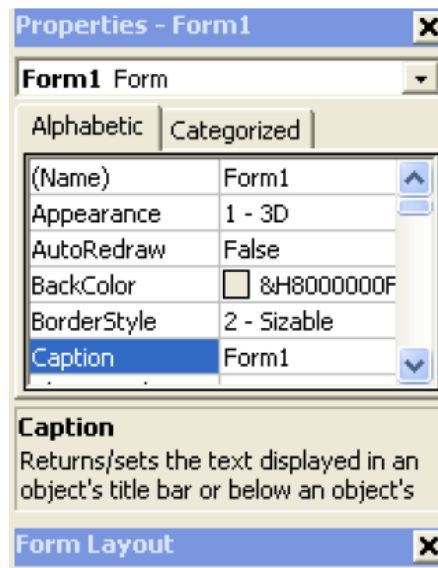 Properties - Form1
Form1 Form
Alphabetic Categorized
(Name) Form1
Appearance 1 - 3D
AutoRedraw False
BackColor &H8000000F
BorderStyle 2 - Sizable
Caption Form1
Caption
Returns/sets the text displayed in an
object's title bar or below an object's
Form Layout